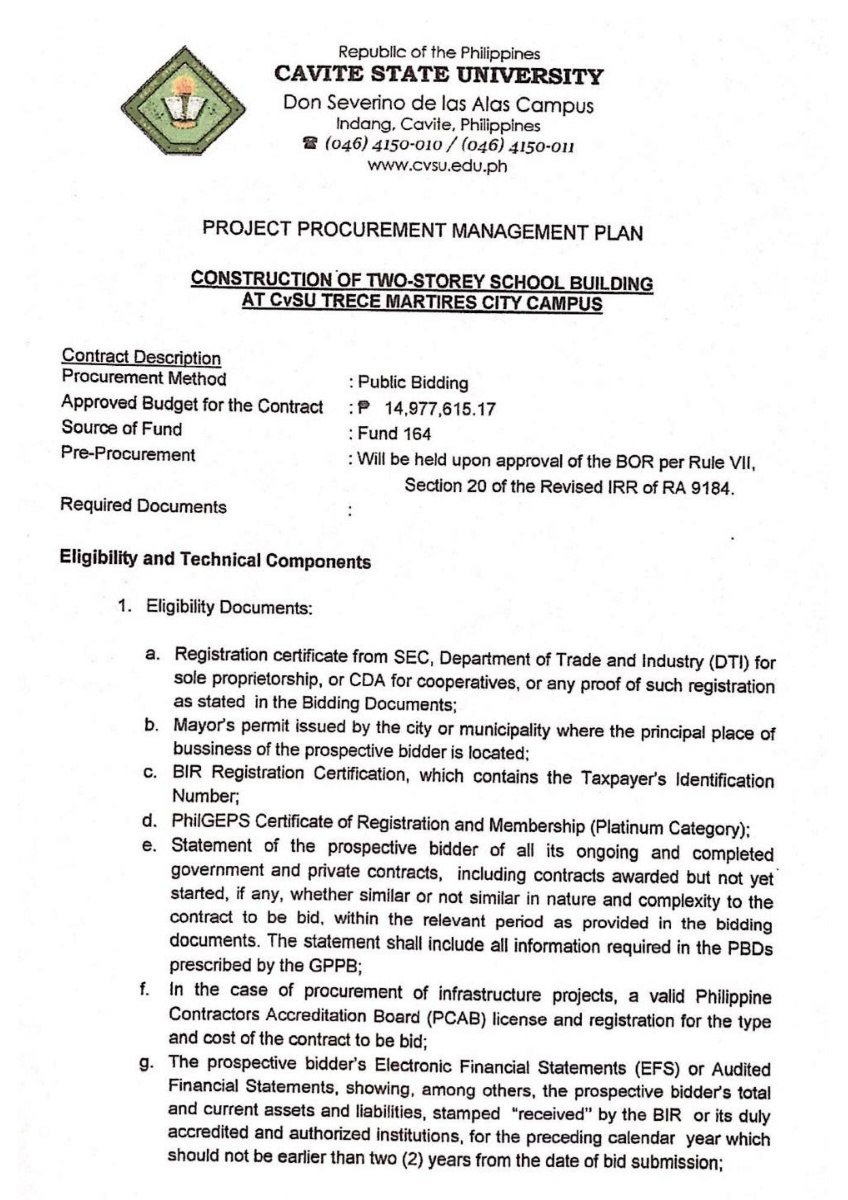 Republic of the Philippines
CAVITE STATE UNIVERSITY
Don Severino de las Alas Campus
Indang, Cavite, Philippines
☎ (046) 4150-010 / (046) 4150-011
www.cvsu.edu.ph
PROJECT PROCUREMENT MANAGEMENT PLAN
CONSTRUCTION OF TWO-STOREY SCHOOL BUILDING
AT CvSU TRECE MARTIRES CITY CAMPUS
Contract Description
Procurement Method : Public Bidding
Approved Budget for the Contract : ₱ 14,977,615.17
Source of Fund : Fund 164
Pre-Procurement : Will be held upon approval of the BOR per Rule VII,
Section 20 of the Revised IRR of RA 9184.
Required Documents :
Eligibility and Technical Components
1. Eligibility Documents:
a. Registration certificate from SEC, Department of Trade and Industry (DTI) for
sole proprietorship, or CDA for cooperatives, or any proof of such registration
as stated in the Bidding Documents;
b. Mayor's permit issued by the city or municipality where the principal place of
bussiness of the prospective bidder is located;
c. BIR Registration Certification, which contains the Taxpayer's Identification
Number;
d. PhilGEPS Certificate of Registration and Membership (Platinum Category);
e. Statement of the prospective bidder of all its ongoing and completed
government and private contracts, including contracts awarded but not yet
started, if any, whether similar or not similar in nature and complexity to the
contract to be bid, within the relevant period as provided in the bidding
documents. The statement shall include all information required in the PBDs
prescribed by the GPPB;
f. In the case of procurement of infrastructure projects, a valid Philippine
Contractors Accreditation Board (PCAB) license and registration for the type
and cost of the contract to be bid;
g. The prospective bidder's Electronic Financial Statements (EFS) or Audited
Financial Statements, showing, among others, the prospective bidder's total
and current assets and liabilities, stamped "received" by the BIR or its duly
accredited and authorized institutions, for the preceding calendar year which
should not be earlier than two (2) years from the date of bid submission;